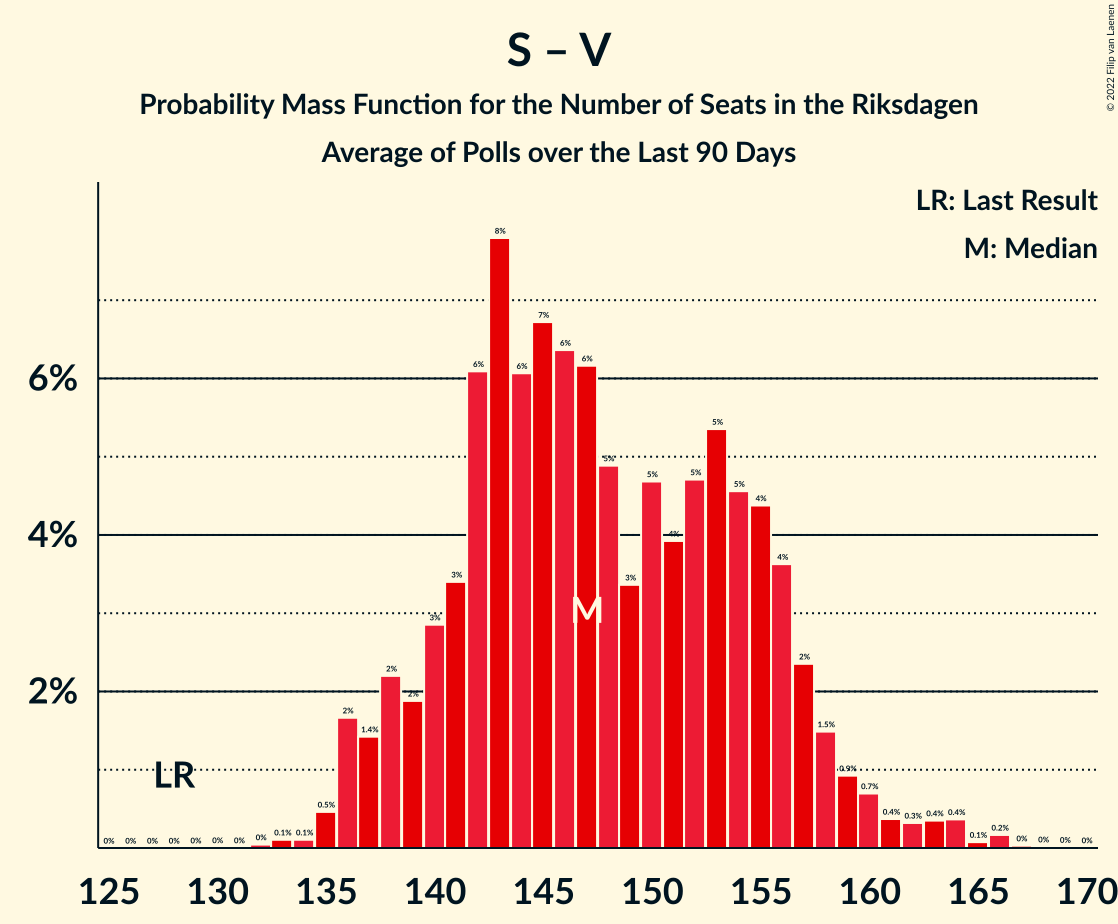 S – V
Probability Mass Function for the Number of Seats in the Riksdagen
Average of Polls over the Last 90 Days
© 2022 Filip van Laenen
LR: Last Result
M: Median
6%
4%
2%
LR
M
0% 0% 0% 0% 0% 0% 0% 0% 0.1% 0.1% 0.5% 2% 1.4% 2% 2% 3% 3% 6% 8% 6% 7% 6% 6% 5% 3% 5% 4% 5% 5% 5% 4% 4% 2% 1.5% 0.9% 0.7% 0.4% 0.3% 0.4% 0.4% 0.1% 0.2% 0% 0% 0% 0%
125 130 135 140 145 150 155 160 165 170